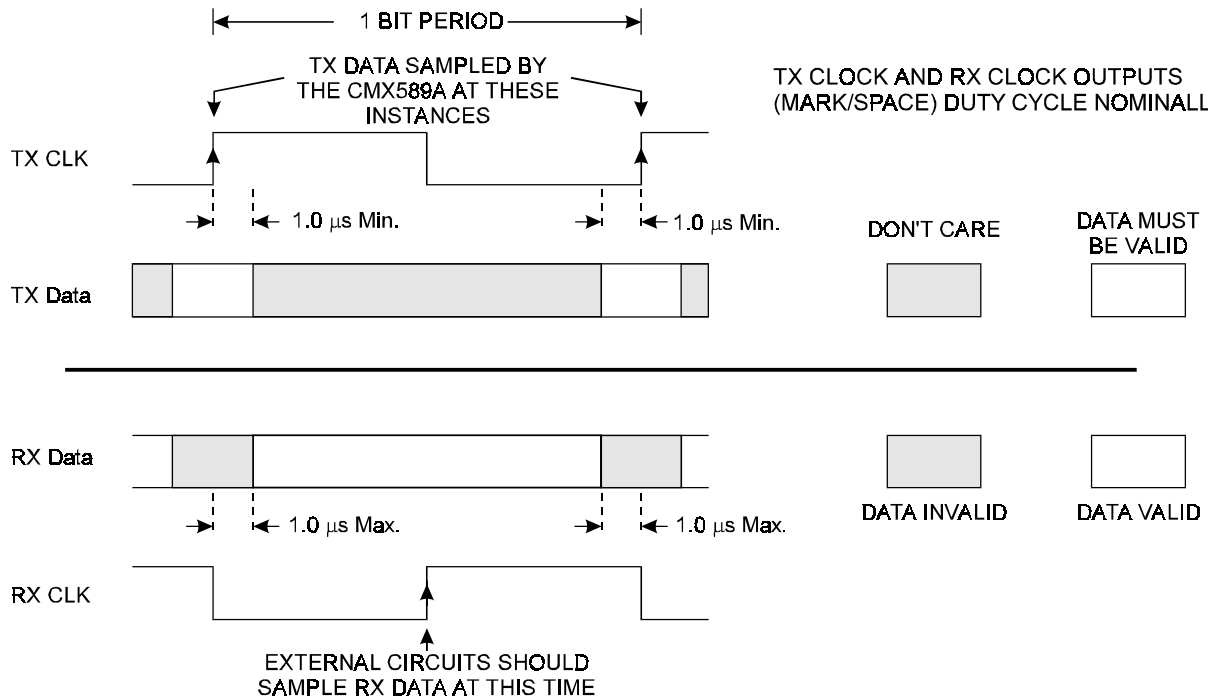 1 BIT PERIOD
TX DATA SAMPLED BY
THE CMX589A AT THESE
INSTANCES
TX CLOCK AND RX CLOCK OUTPUTS
(MARK/SPACE) DUTY CYCLE NOMINALL
TX CLK
1.0 μs Min.
1.0 μs Min.
DON'T CARE
DATA MUST
BE VALID
TX Data
RX Data
1.0 μs Max.
1.0 μs Max.
DATA INVALID
DATA VALID
RX CLK
EXTERNAL CIRCUITS SHOULD
SAMPLE RX DATA AT THIS TIME